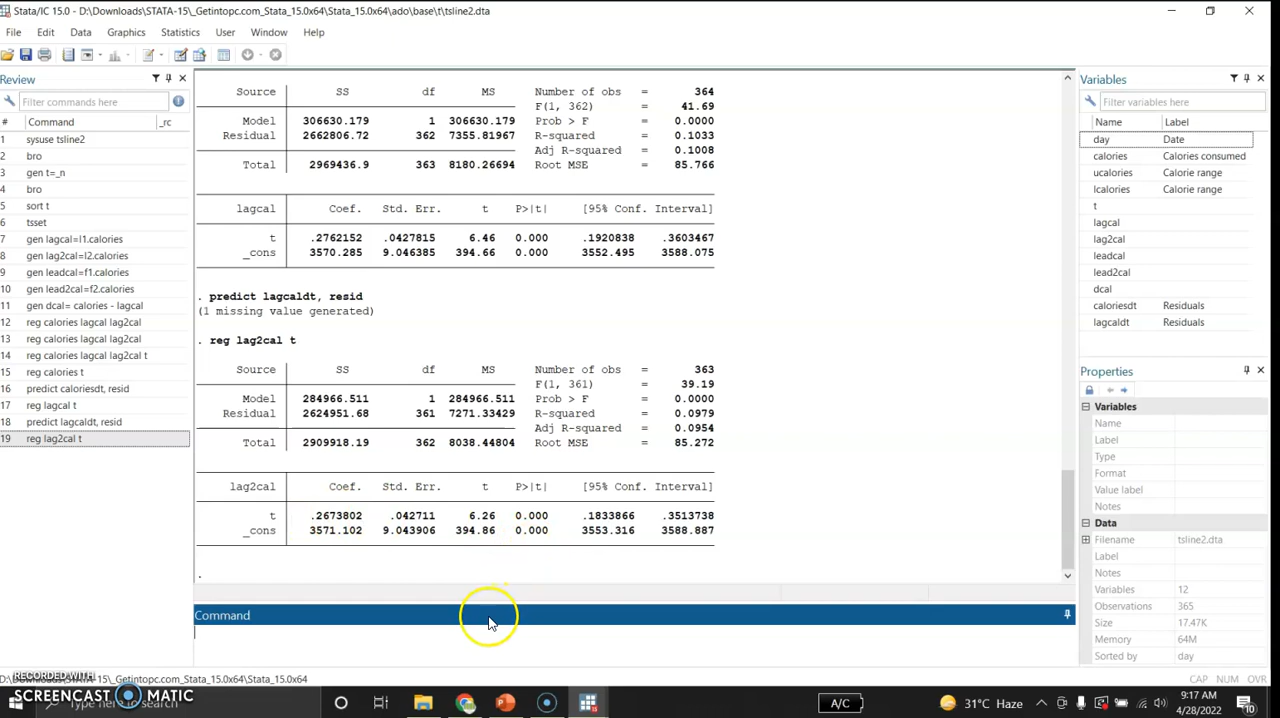 Stata/IC 15.0 - D:\Downloads\STATA-15\_Getintopc.com_Stata_15.0x64\Stata_15.0x64\ado\base\t\tsline2.dta
File Edit Data Graphics Statistics User Window Help
Review
Filter commands here
# Command _rc
1 sysuse tsline2
2 bro
3 gen t=_n
4 bro
5 sort t
6 tsset
7 gen lagcal=l1.calories
8 gen lag2cal=l2.calories
9 gen leadcal=f1.calories
10 gen lead2cal=f2.calories
11 gen dcal= calories - lagcal
12 reg calories lagcal lag2cal
13 reg calories lagcal lag2cal
14 reg calories lagcal lag2cal t
15 reg calories t
16 predict caloriesdt, resid
17 reg lagcal t
18 predict lagcaldt, resid
19 reg lag2cal t
Source SS df MS Number of obs = 364
F(1, 362) = 41.69
Model 306630.179 1 306630.179 Prob > F = 0.0000
Residual 2662806.72 362 7355.81967 R-squared = 0.1033
Adj R-squared = 0.1008
Total 2969436.9 363 8180.26694 Root MSE = 85.766
lagcal Coef. Std. Err. t P>|t| [95% Conf. Interval]
t .2762152 .0427815 6.46 0.000 .1920838 .3603467
_cons 3570.285 9.046385 394.66 0.000 3552.495 3588.075
. predict lagcaldt, resid
(1 missing value generated)
. reg lag2cal t
Source SS df MS Number of obs = 363
F(1, 361) = 39.19
Model 284966.511 1 284966.511 Prob > F = 0.0000
Residual 2624951.68 361 7271.33429 R-squared = 0.0979
Adj R-squared = 0.0954
Total 2909918.19 362 8038.44804 Root MSE = 85.272
lag2cal Coef. Std. Err. t P>|t| [95% Conf. Interval]
t .2673802 .042711 6.26 0.000 .1833866 .3513738
_cons 3571.102 9.043906 394.86 0.000 3553.316 3588.887
.
Command
Variables
Filter variables here
Name Label
day Date
calories Calories consumed
ucalories Calorie range
lcalories Calorie range
t
lagcal
lag2cal
leadcal
lead2cal
dcal
caloriesdt Residuals
lagcaldt Residuals
Properties
Variables
Name
Label
Type
Format
Value label
Notes
Data
Filename tsline2.dta
Label
Notes
Variables 12
Observations 365
Size 17.47K
Memory 64M
Sorted by day
D:\Downloads\STATA-15\_Getintopc.com_Stata_15.0x64\Stata_15.0x64
CAP NUM OVR
RECORDED WITH
SCREENCAST MATIC
Type here to search
A/C
31°C Haze
9:17 AM
4/28/2022
10